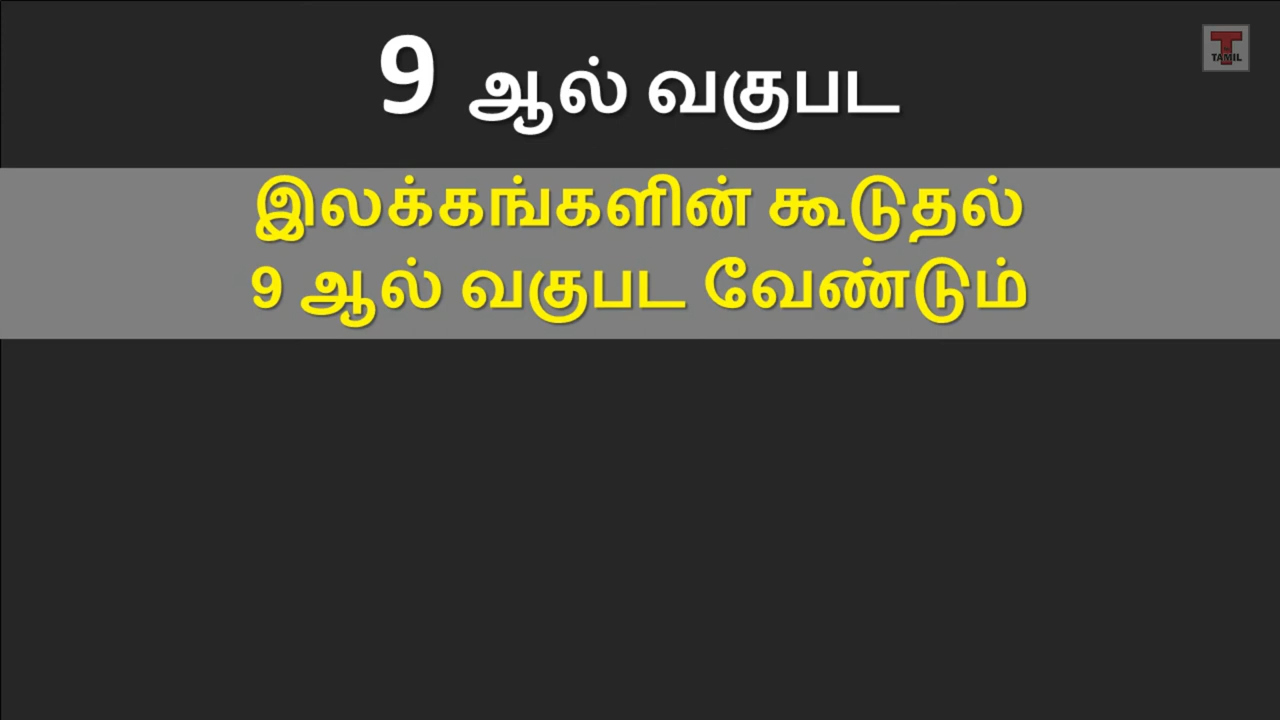 9 ஆல் வகுபட
T
TAMIL
இலக்கங்களின் கூடுதல்
9 ஆல் வகுபட வேண்டும்